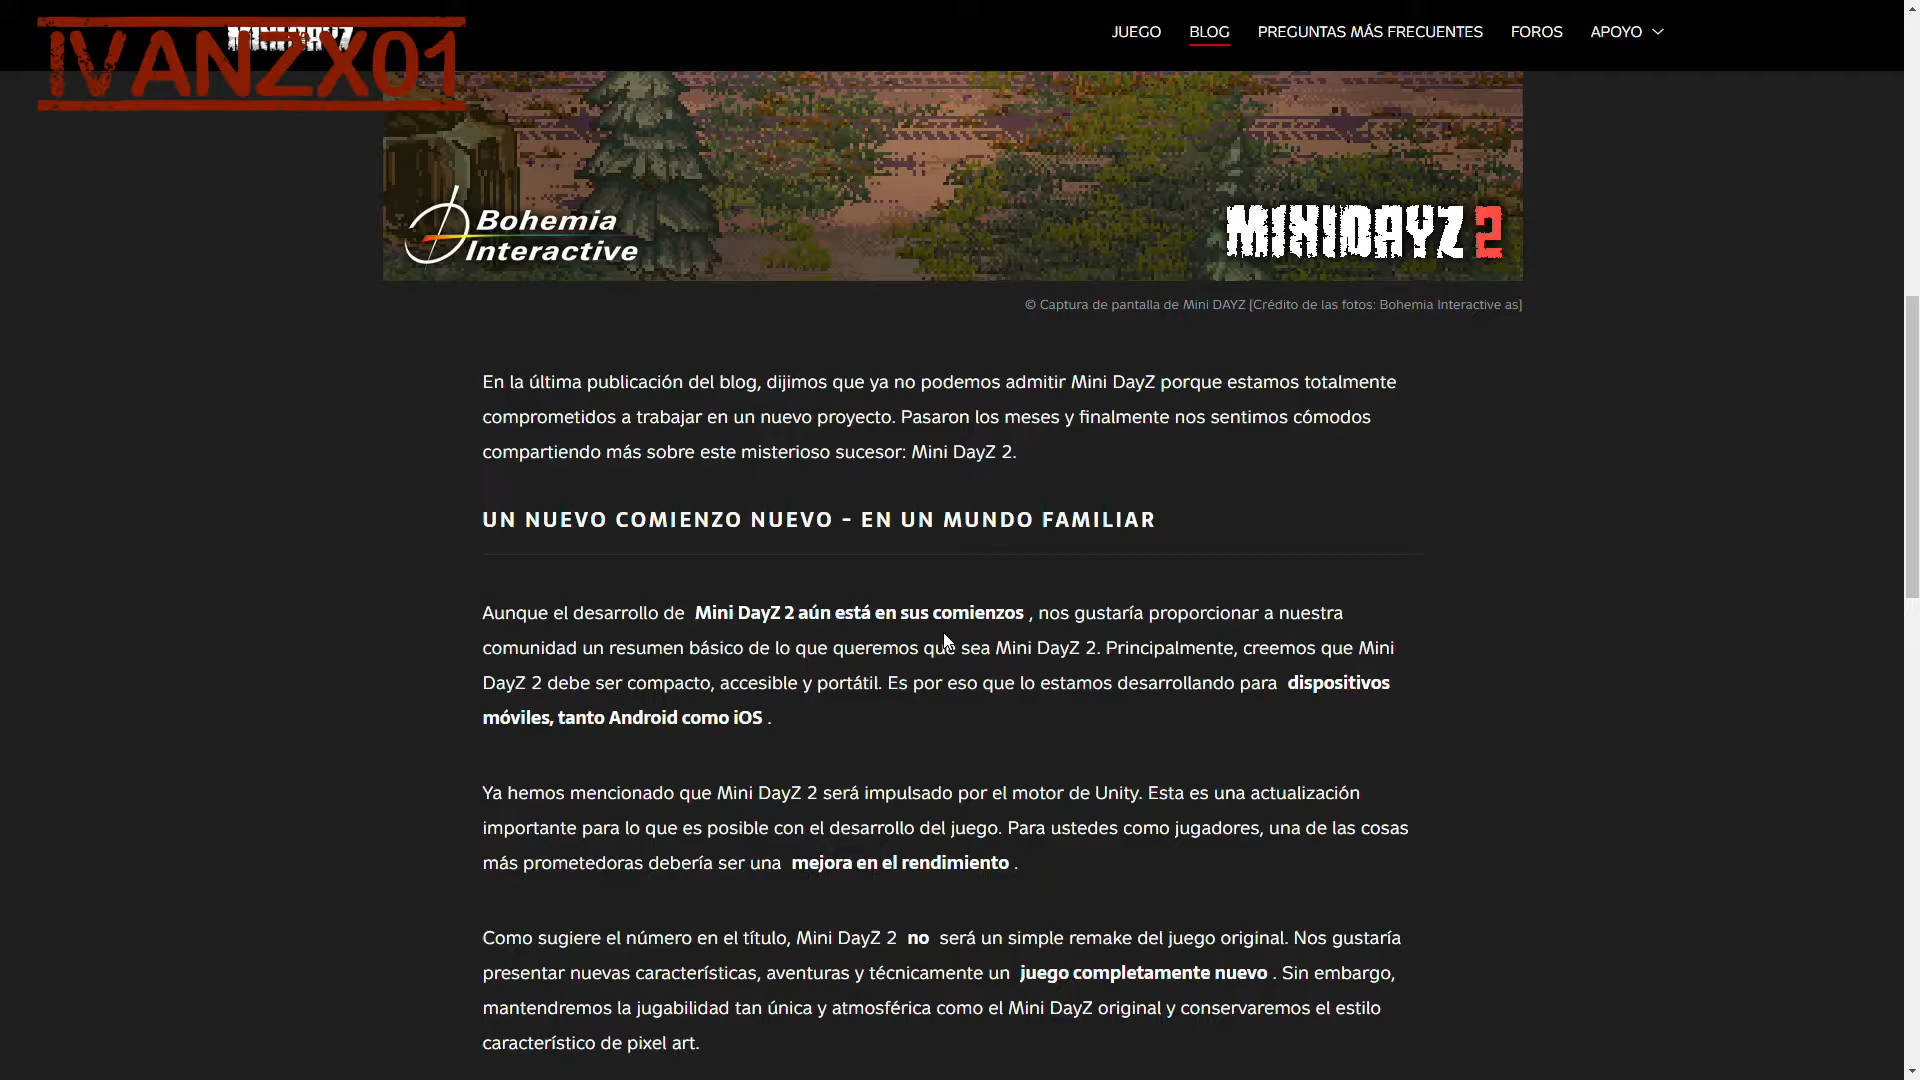 IVANZX01
MINIDAYZ
JUEGO BLOG PREGUNTAS MÁS FRECUENTES FOROS APOYO
Bohemia
Interactive
MINIDAYZ 2
© Captura de pantalla de Mini DAYZ [Crédito de las fotos: Bohemia Interactive as]
En la última publicación del blog, dijimos que ya no podemos admitir Mini DayZ porque estamos totalmente
comprometidos a trabajar en un nuevo proyecto. Pasaron los meses y finalmente nos sentimos cómodos
compartiendo más sobre este misterioso sucesor: Mini DayZ 2.
UN NUEVO COMIENZO NUEVO - EN UN MUNDO FAMILIAR
Aunque el desarrollo de Mini DayZ 2 aún está en sus comienzos , nos gustaría proporcionar a nuestra
comunidad un resumen básico de lo que queremos que sea Mini DayZ 2. Principalmente, creemos que Mini
DayZ 2 debe ser compacto, accesible y portátil. Es por eso que lo estamos desarrollando para dispositivos
móviles, tanto Android como iOS .
Ya hemos mencionado que Mini DayZ 2 será impulsado por el motor de Unity. Esta es una actualización
importante para lo que es posible con el desarrollo del juego. Para ustedes como jugadores, una de las cosas
más prometedoras debería ser una mejora en el rendimiento .
Como sugiere el número en el título, Mini DayZ 2 no será un simple remake del juego original. Nos gustaría
presentar nuevas características, aventuras y técnicamente un juego completamente nuevo . Sin embargo,
mantendremos la jugabilidad tan única y atmosférica como el Mini DayZ original y conservaremos el estilo
característico de pixel art.